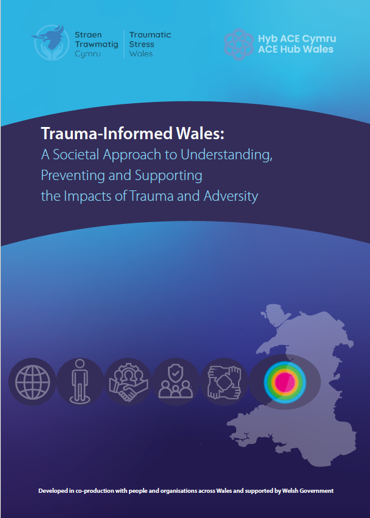 Straen
Trawmatig
Cymru
Traumatic
Stress
Wales
Hyb ACE Cymru
ACE Hub Wales
Trauma-Informed Wales:
A Societal Approach to Understanding,
Preventing and Supporting
the Impacts of Trauma and Adversity
Developed in co-production with people and organisations across Wales and supported by Welsh Government